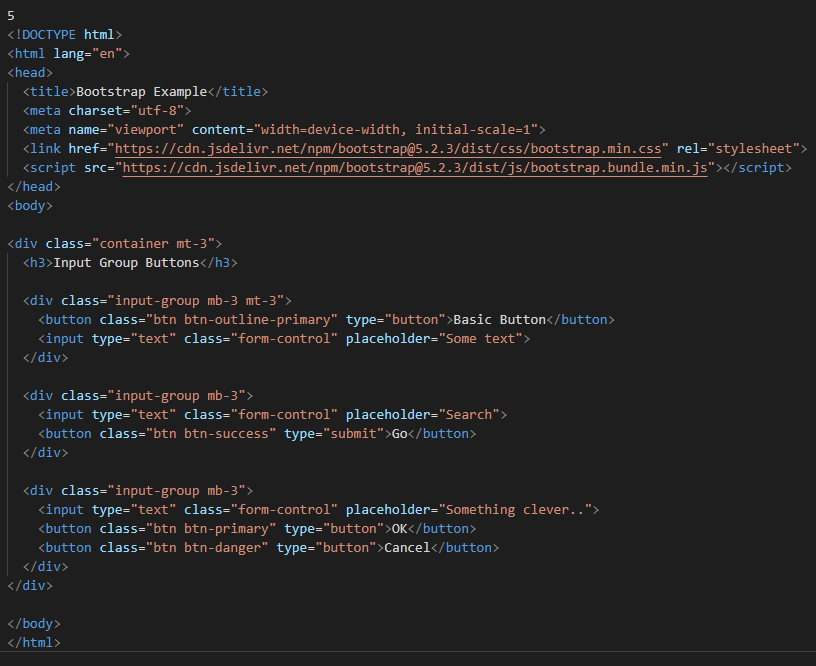 5
<!DOCTYPE html>
<html lang="en">
<head>
  <title>Bootstrap Example</title>
  <meta charset="utf-8">
  <meta name="viewport" content="width=device-width, initial-scale=1">
  <link href="https://cdn.jsdelivr.net/npm/bootstrap@5.2.3/dist/css/bootstrap.min.css" rel="stylesheet">
  <script src="https://cdn.jsdelivr.net/npm/bootstrap@5.2.3/dist/js/bootstrap.bundle.min.js"></script>
</head>
<body>

<div class="container mt-3">
  <h3>Input Group Buttons</h3>

  <div class="input-group mb-3 mt-3">
    <button class="btn btn-outline-primary" type="button">Basic Button</button>
    <input type="text" class="form-control" placeholder="Some text">
  </div>

  <div class="input-group mb-3">
    <input type="text" class="form-control" placeholder="Search">
    <button class="btn btn-success" type="submit">Go</button>
  </div>

  <div class="input-group mb-3">
    <input type="text" class="form-control" placeholder="Something clever..">
    <button class="btn btn-primary" type="button">OK</button>
    <button class="btn btn-danger" type="button">Cancel</button>
  </div>
</div>

</body>
</html>